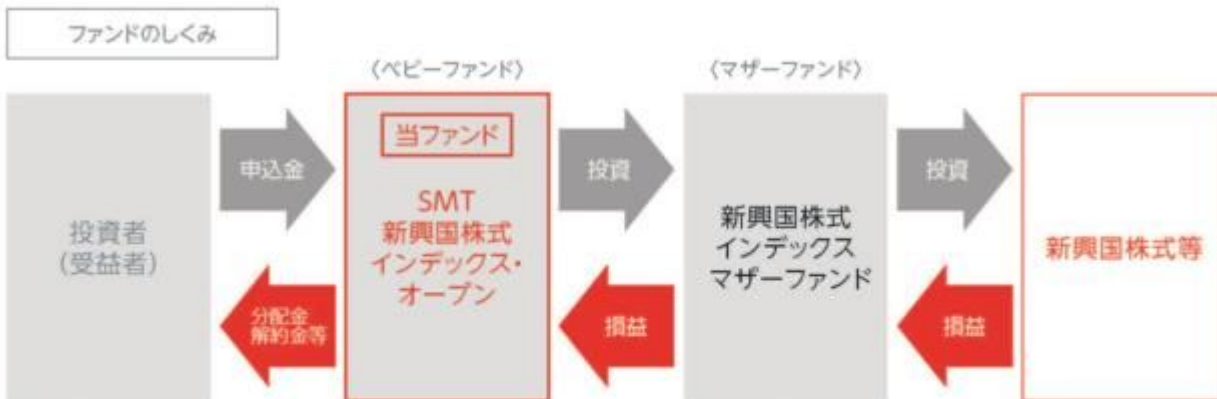 ファンドのしくみ
〈ベビーファンド〉
〈マザーファンド〉
投資者
(受益者)
申込金
分配金
解約金等
当ファンド
SMT
新興国株式
インデックス・
オープン
投資
損益
新興国株式
インデックス
マザーファンド
投資
損益
新興国株式等